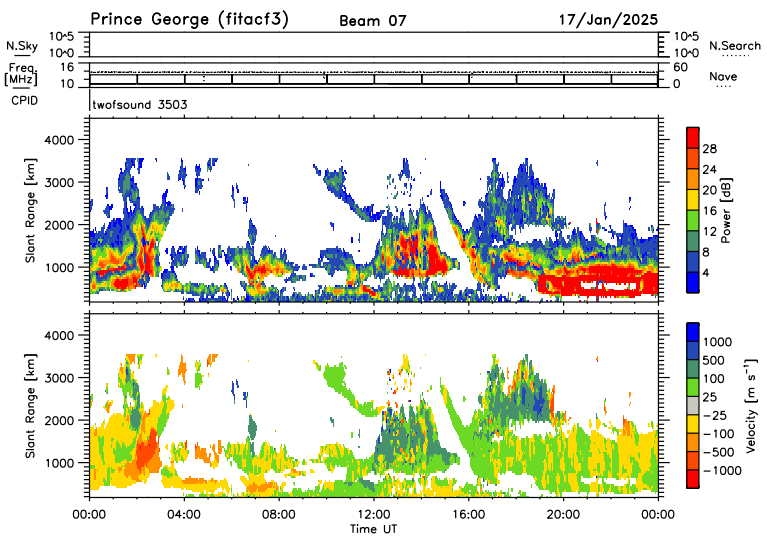 Prince George (fitacf3) Beam 07 17/Jan/2025
N.Sky 10^5 10^0 10^5 10^0 N.Search
Freq [MHz] 16 10 60 0 Nave
CPID twofsound 3503
Slant Range [km] 4000 3000 2000 1000
Power [dB] 28 24 20 16 12 8 4
Slant Range [km] 4000 3000 2000 1000
Velocity [m s⁻¹] 1000 500 100 25 −25 −100 −500 −1000
00:00 04:00 08:00 12:00 16:00 20:00 00:00
Time UT